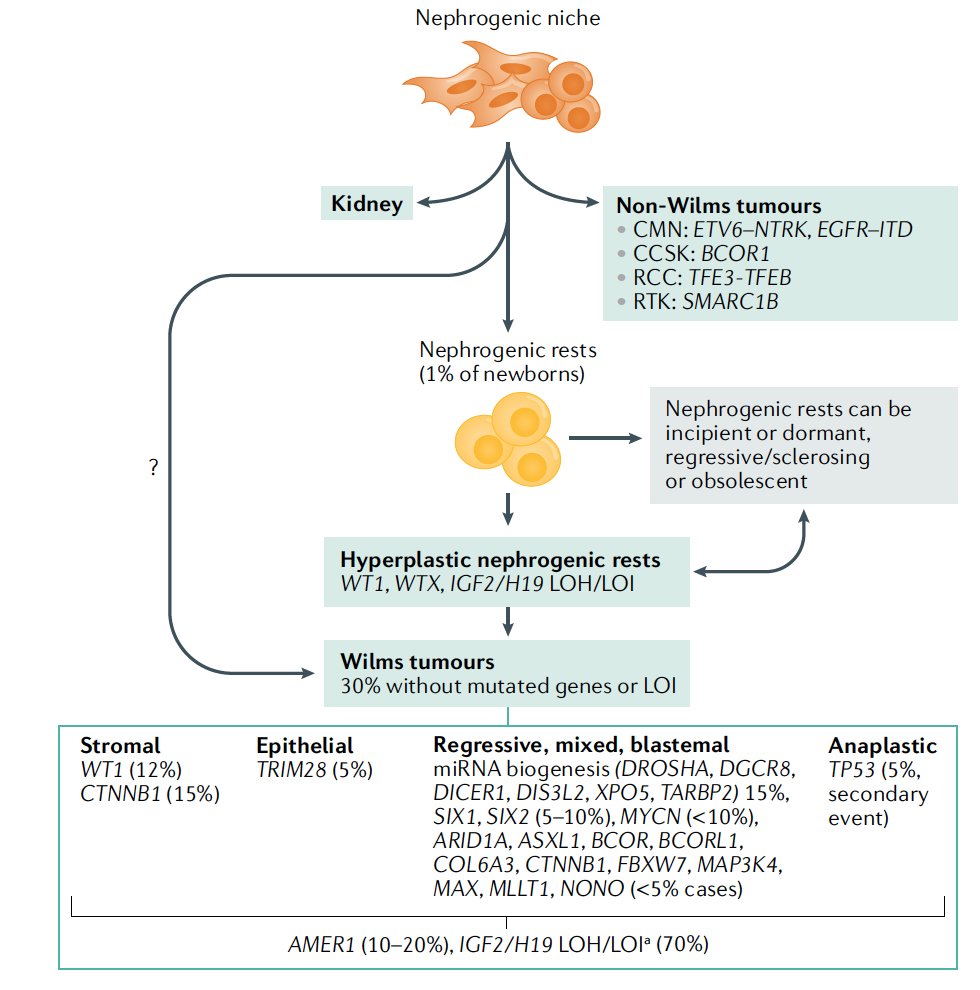 Nephrogenic niche
Kidney
Non-Wilms tumours
• CMN: ETV6–NTRK, EGFR–ITD
• CCSK: BCOR1
• RCC: TFE3-TFEB
• RTK: SMARC1B
Nephrogenic rests
(1% of newborns)
Nephrogenic rests can be
incipient or dormant,
regressive/sclerosing
or obsolescent
?
Hyperplastic nephrogenic rests
WT1, WTX, IGF2/H19 LOH/LOI
Wilms tumours
30% without mutated genes or LOI
Stromal
WT1 (12%)
CTNNB1 (15%)
Epithelial
TRIM28 (5%)
Regressive, mixed, blastemal
miRNA biogenesis (DROSHA, DGCR8,
DICER1, DIS3L2, XPO5, TARBP2) 15%,
SIX1, SIX2 (5–10%), MYCN (<10%),
ARID1A, ASXL1, BCOR, BCORL1,
COL6A3, CTNNB1, FBXW7, MAP3K4,
MAX, MLLT1, NONO (<5% cases)
Anaplastic
TP53 (5%,
secondary
event)
AMER1 (10–20%), IGF2/H19 LOH/LOIᵃ (70%)